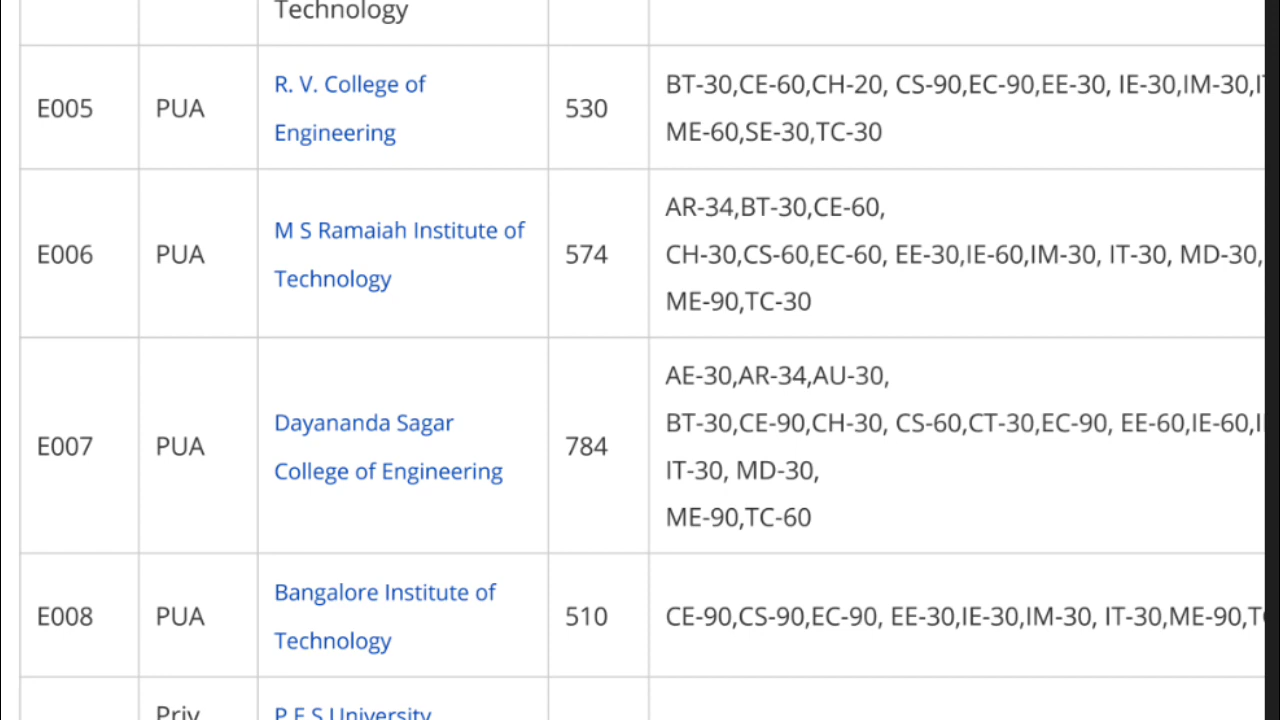 Technology
E005 PUA R. V. College of Engineering 530 BT-30,CE-60,CH-20, CS-90,EC-90,EE-30, IE-30,IM-30,
ME-60,SE-30,TC-30
E006 PUA M S Ramaiah Institute of Technology 574 AR-34,BT-30,CE-60,
CH-30,CS-60,EC-60, EE-30,IE-60,IM-30, IT-30, MD-30,
ME-90,TC-30
E007 PUA Dayananda Sagar College of Engineering 784 AE-30,AR-34,AU-30,
BT-30,CE-90,CH-30, CS-60,CT-30,EC-90, EE-60,IE-60,
IT-30, MD-30,
ME-90,TC-60
E008 PUA Bangalore Institute of Technology 510 CE-90,CS-90,EC-90, EE-30,IE-30,IM-30, IT-30,ME-90,
Priv P E S University